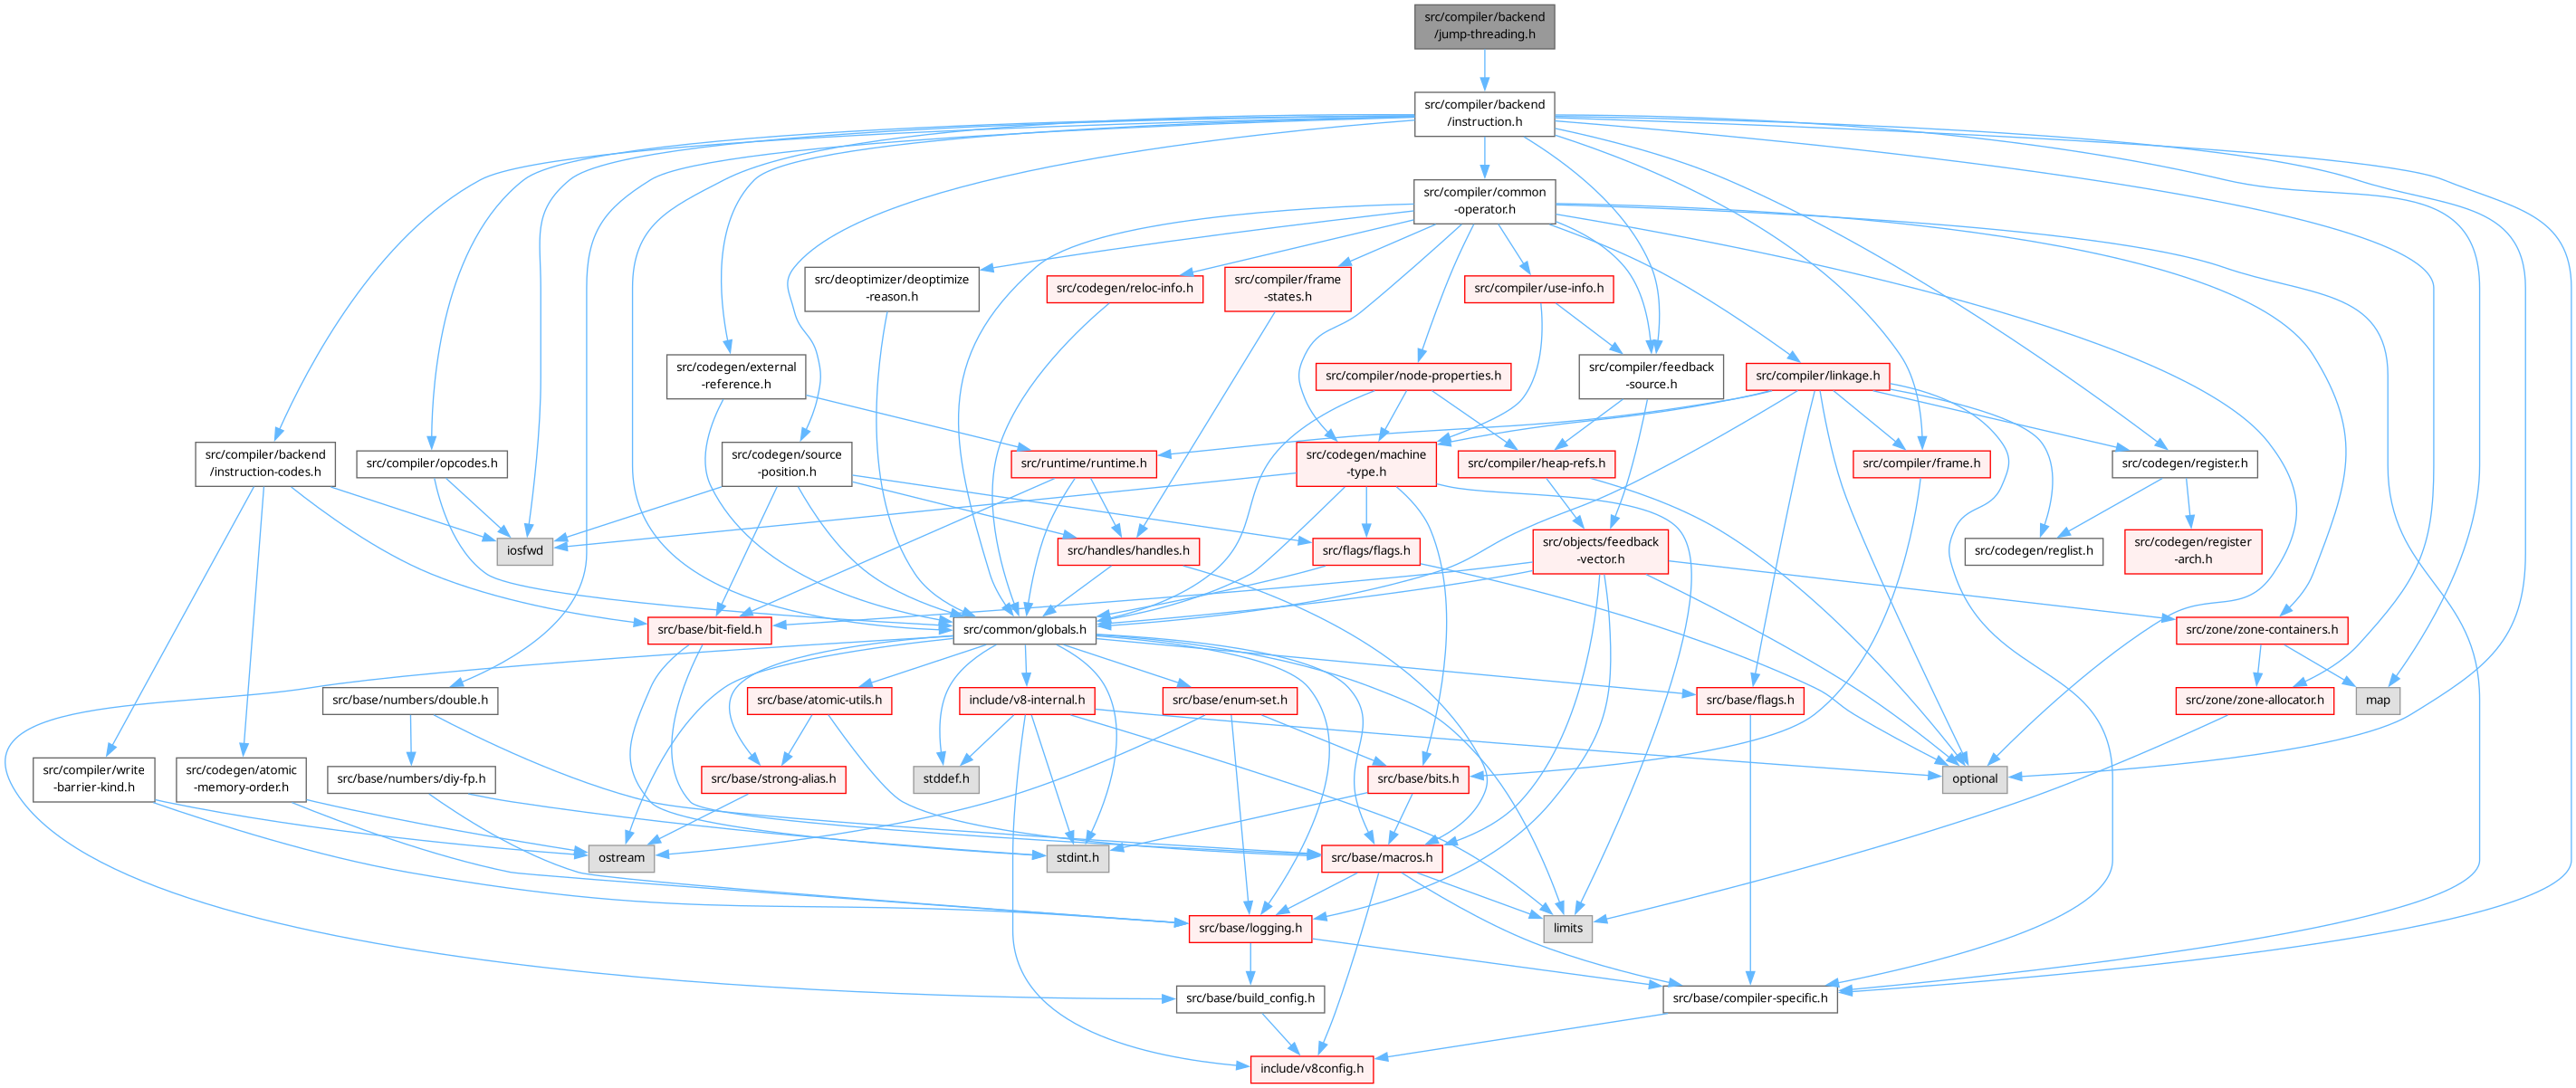 src/compiler/backend
/jump-threading.h
src/compiler/backend
/instruction.h
src/compiler/common
-operator.h
src/deoptimizer/deoptimize
-reason.h
src/codegen/reloc-info.h
src/compiler/frame
-states.h
src/compiler/use-info.h
src/codegen/external
-reference.h
src/compiler/node-properties.h
src/compiler/feedback
-source.h
src/compiler/linkage.h
src/compiler/backend
/instruction-codes.h
src/compiler/opcodes.h
src/codegen/source
-position.h
src/runtime/runtime.h
src/codegen/machine
-type.h
src/compiler/heap-refs.h
src/compiler/frame.h
src/codegen/register.h
iosfwd
src/handles/handles.h
src/flags/flags.h
src/objects/feedback
-vector.h
src/codegen/reglist.h
src/codegen/register
-arch.h
src/base/bit-field.h
src/common/globals.h
src/zone/zone-containers.h
src/base/numbers/double.h
src/base/atomic-utils.h
include/v8-internal.h
src/base/enum-set.h
src/base/flags.h
src/zone/zone-allocator.h
map
src/compiler/write
-barrier-kind.h
src/codegen/atomic
-memory-order.h
src/base/numbers/diy-fp.h
src/base/strong-alias.h
stddef.h
src/base/bits.h
optional
ostream
stdint.h
src/base/macros.h
src/base/logging.h
limits
src/base/build_config.h
src/base/compiler-specific.h
include/v8config.h